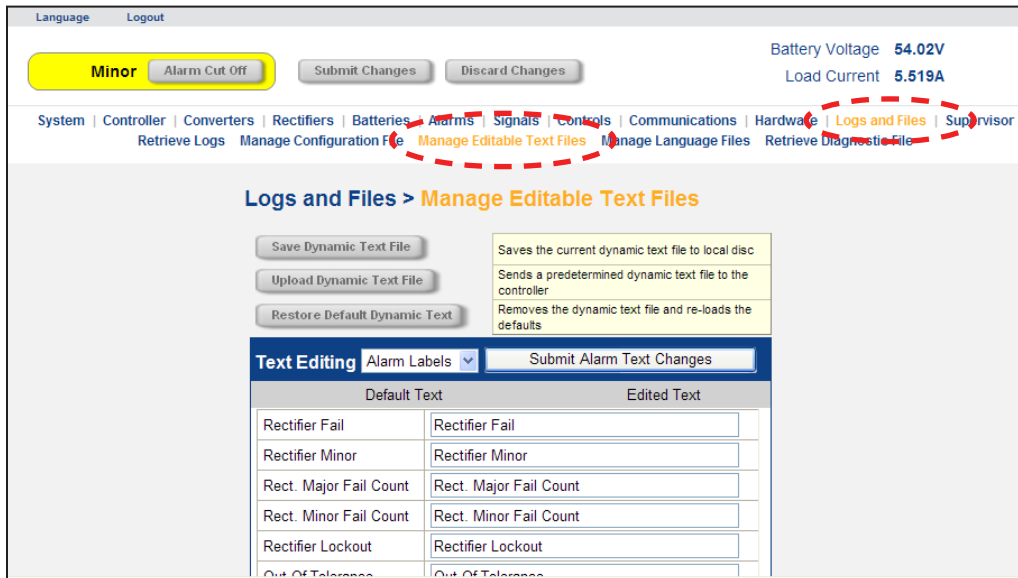 Language Logout
Minor Alarm Cut Off Submit Changes Discard Changes
Battery Voltage 54.02V
Load Current 5.519A
System | Controller | Converters | Rectifiers | Batteries | Alarms | Signals | Controls | Communications | Hardware | Logs and Files | Supervisor
Retrieve Logs Manage Configuration File Manage Editable Text Files Manage Language Files Retrieve Diagnostic File
Logs and Files > Manage Editable Text Files
Save Dynamic Text File Saves the current dynamic text file to local disc
Upload Dynamic Text File Sends a predetermined dynamic text file to the
controller
Restore Default Dynamic Text Removes the dynamic text file and re-loads the
defaults
Text Editing Alarm Labels Submit Alarm Text Changes
Default Text Edited Text
Rectifier Fail Rectifier Fail
Rectifier Minor Rectifier Minor
Rect. Major Fail Count Rect. Major Fail Count
Rect. Minor Fail Count Rect. Minor Fail Count
Rectifier Lockout Rectifier Lockout
Out Of Tolerance Out Of Tolerance